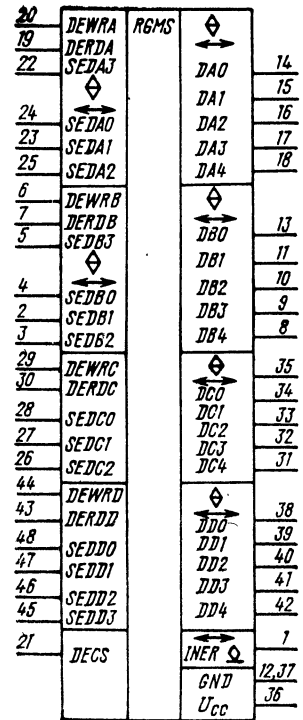 20 DEWRA RGMS
19 DERDA
22 SEDA3 DA0 14
DA1 15
24 SEDA0 DA2 16
23 SEDA1 DA3 17
25 SEDA2 DA4 18
6 DEWRB
7 DERDB
5 SEDB3 DB0 13
DB1 11
4 SEDB0 DB2 10
2 SEDB1 DB3 9
3 SEDB2 DB4 8
29 DEWRC 35
30 DERDC DC0 34
28 SEDC0 DC1 33
27 SEDC1 DC2 32
26 SEDC2 DC3 31
DC4
44 DEWRD
43 DERDD DD0 38
48 SEDD0 DD1 39
47 SEDD1 DD2 40
46 SEDD2 DD3 41
45 SEDD3 DD4 42
21 DECS INER 1
GND 12,37
Ucc 36